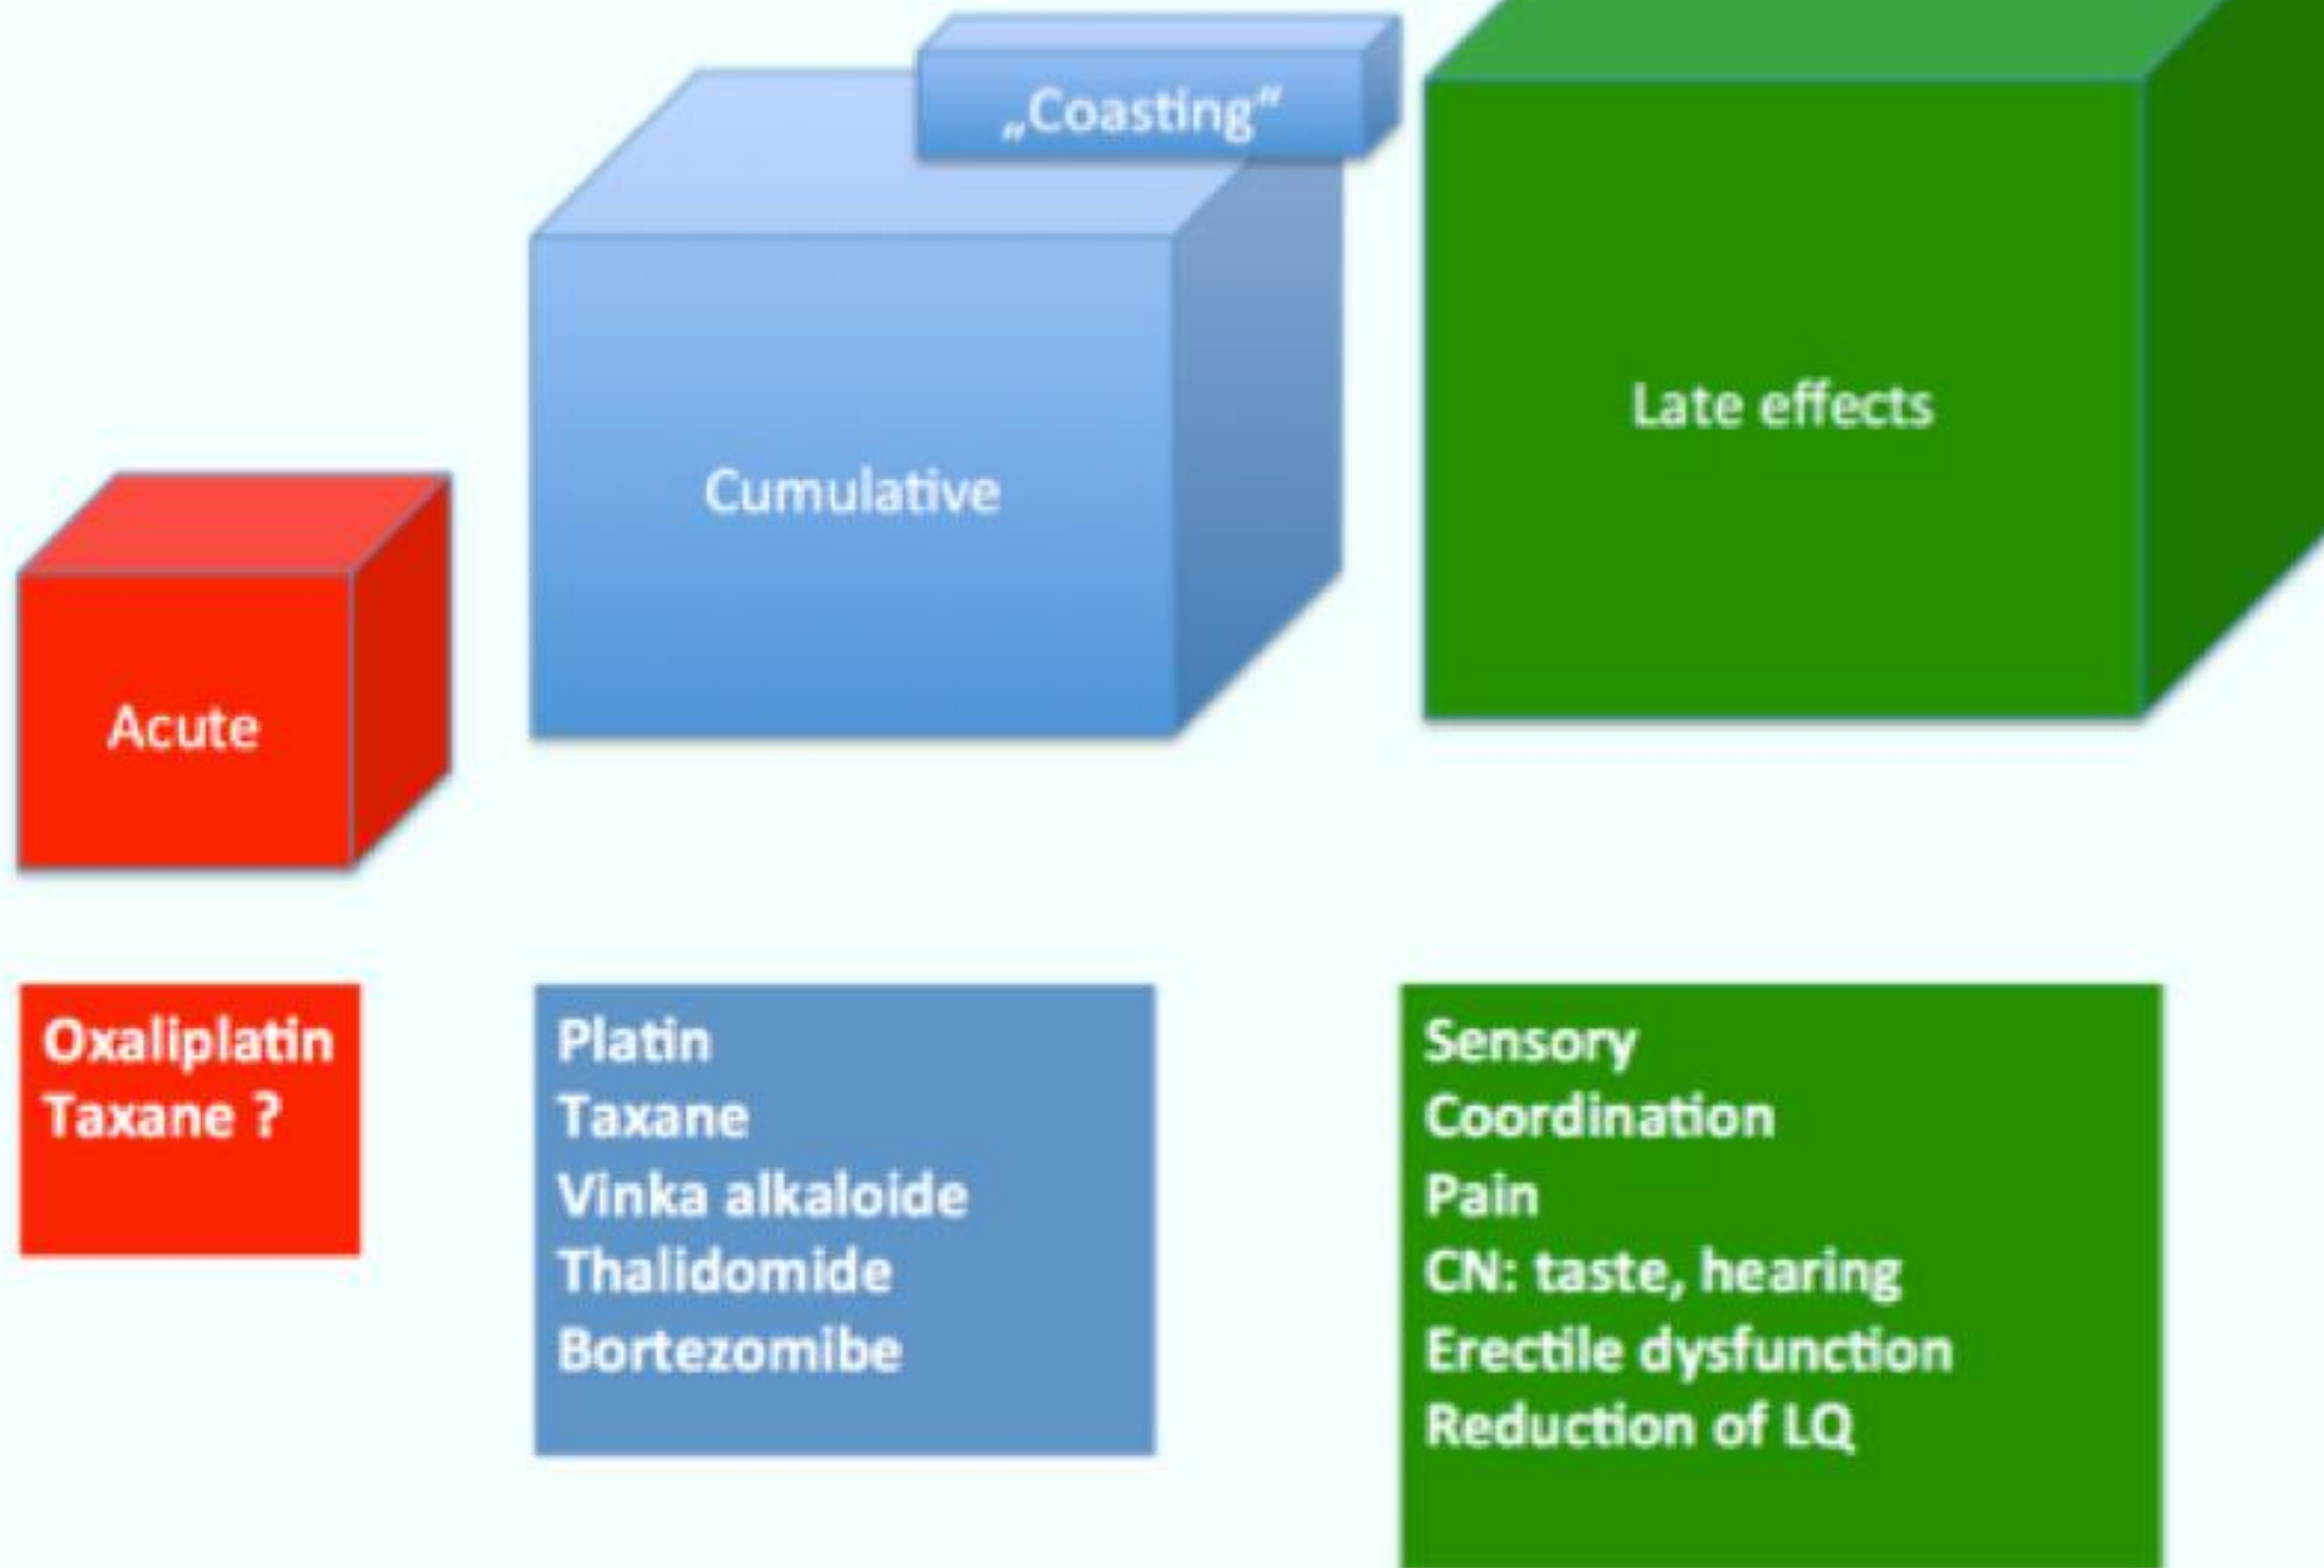 „Coasting“
Late effects
Cumulative
Acute
Oxaliplatin
Taxane ?
Platin
Taxane
Vinka alkaloide
Thalidomide
Bortezomibe
Sensory
Coordination
Pain
CN: taste, hearing
Erectile dysfunction
Reduction of LQ